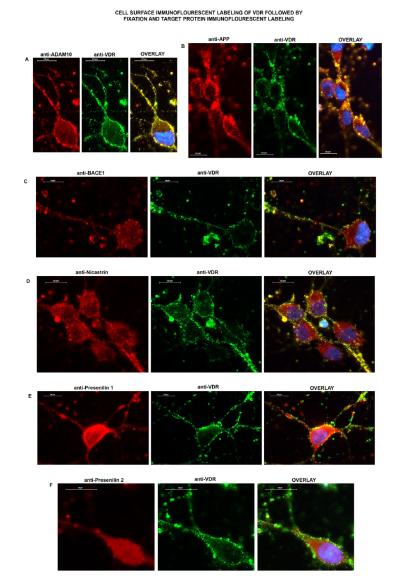 CELL SURFACE IMMUNOFLOURESCENT LABELING OF VDR FOLLOWED BY
FIXATION AND TARGET PROTEIN IMMUNOFLOURESCENT LABELING
A
anti-ADAM10 anti-VDR OVERLAY
B
anti-APP anti-VDR OVERLAY
C
anti-BACE1 anti-VDR OVERLAY
D
anti-Nicastrin anti-VDR OVERLAY
E
anti-Presenilin 1 anti-VDR OVERLAY
F
anti-Presenilin 2 anti-VDR OVERLAY